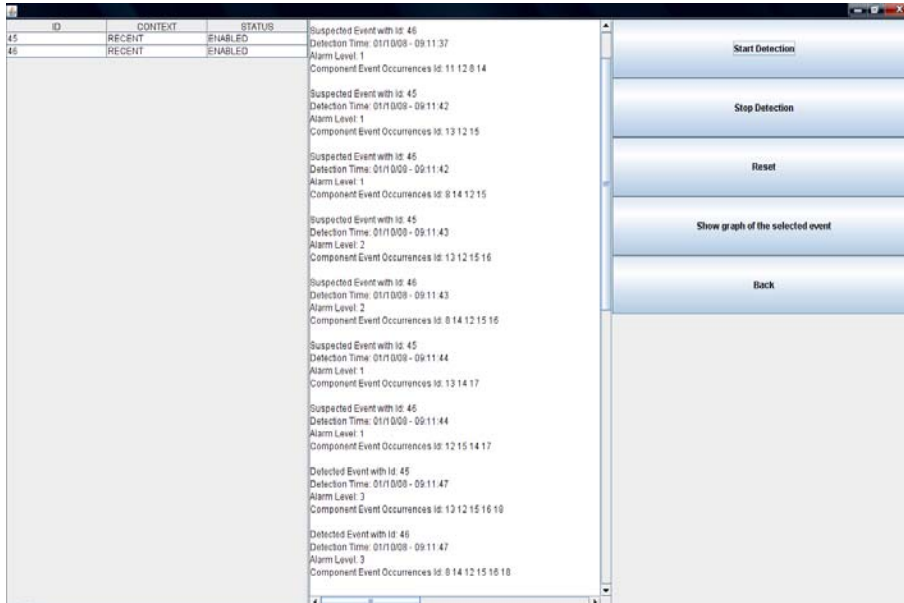 ID CONTEXT STATUS
45 RECENT ENABLED
46 RECENT ENABLED
Suspected Event with Id: 46
Detection Time: 01/10/08 - 09:11:37
Alarm Level: 1
Component Event Occurrences Id: 11 12 8 14
Suspected Event with Id: 45
Detection Time: 01/10/08 - 09:11:42
Alarm Level: 1
Component Event Occurrences Id: 13 12 15
Suspected Event with Id: 46
Detection Time: 01/10/08 - 09:11:42
Alarm Level: 1
Component Event Occurrences Id: 8 14 12 15
Suspected Event with Id: 45
Detection Time: 01/10/08 - 09:11:43
Alarm Level: 2
Component Event Occurrences Id: 13 12 15 16
Suspected Event with Id: 46
Detection Time: 01/10/08 - 09:11:43
Alarm Level: 2
Component Event Occurrences Id: 8 14 12 15 16
Suspected Event with Id: 45
Detection Time: 01/10/08 - 09:11:44
Alarm Level: 1
Component Event Occurrences Id: 13 14 17
Suspected Event with Id: 46
Detection Time: 01/10/08 - 09:11:44
Alarm Level: 1
Component Event Occurrences Id: 12 15 14 17
Detected Event with Id: 45
Detection Time: 01/10/08 - 09:11:47
Alarm Level: 3
Component Event Occurrences Id: 13 12 15 16 18
Detected Event with Id: 46
Detection Time: 01/10/08 - 09:11:47
Alarm Level: 3
Component Event Occurrences Id: 8 14 12 15 16 18
Start Detection
Stop Detection
Reset
Show graph of the selected event
Back